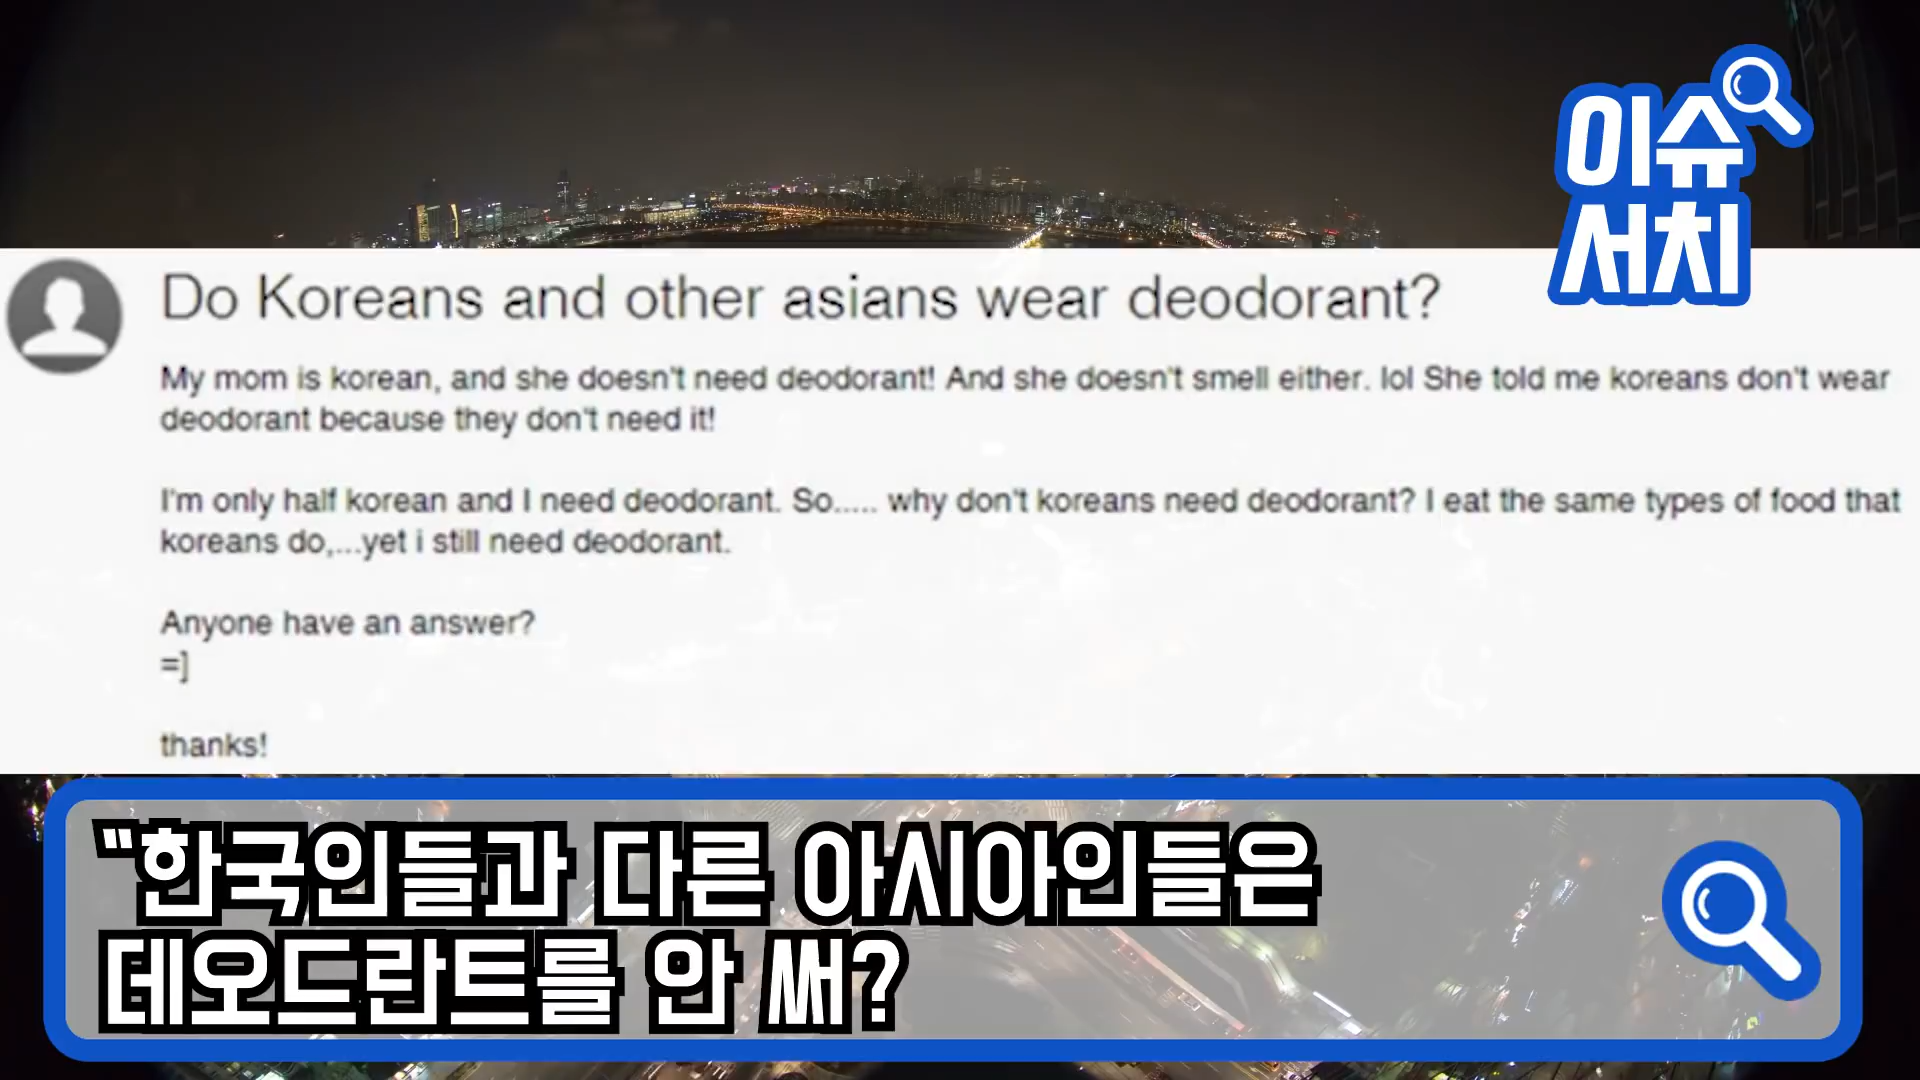 이슈
서치
Do Koreans and other asians wear deodorant?
My mom is korean, and she doesn't need deodorant! And she doesn't smell either. lol She told me koreans don't wear
deodorant because they don't need it!
I'm only half korean and I need deodorant. So..... why don't koreans need deodorant? I eat the same types of food that
koreans do,...yet i still need deodorant.
Anyone have an answer?
=]
thanks!
“한국인들과 다른 아시아인들은
데오드란트를 안 써?